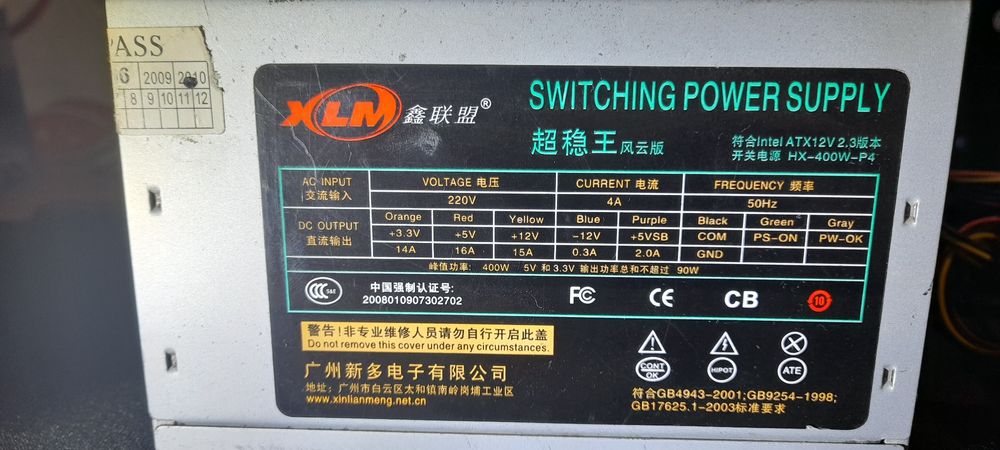 PASS
6 2009 2010
7 8 9 10 11 12
XLM 鑫联盟®
SWITCHING POWER SUPPLY
超稳王 风云版
符合Intel ATX12V 2.3版本
开关电源 HX-400W-P4
AC INPUT 交流输入 VOLTAGE 电压 CURRENT 电流 FREQUENCY 频率
220V 4A 50Hz
DC OUTPUT 直流输出 Orange Red Yellow Blue Purple Black Green Gray
+3.3V +5V +12V -12V +5VSB COM PS-ON PW-OK
14A 16A 15A 0.3A 2.0A GND
峰值功率: 400W 5V 和 3.3V 输出功率总和不超过 90W
CCC S&E
中国强制认证号:
2008010907302702
FC CE CB 10
警告!非专业维修人员请勿自行开启此盖
Do not remove this cover under any circumstances.
广州新多电子有限公司
地址: 广州市白云区太和镇南岭岗埔工业区
www.xinlianmeng.net.cn
CONT OK HIPOT ATE
符合GB4943-2001;GB9254-1998;
GB17625.1-2003标准要求